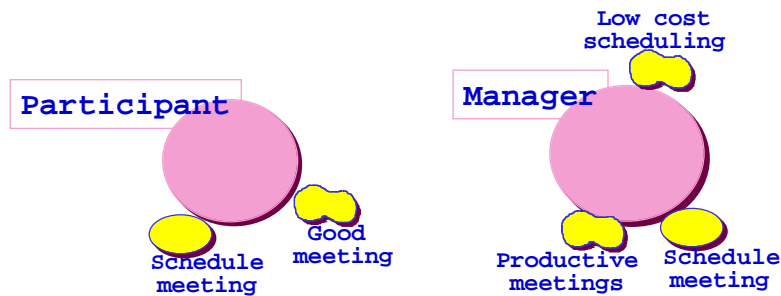 Low cost
scheduling
Participant
Manager
Good
meeting
Schedule
meeting
Productive
meetings
Schedule
meeting